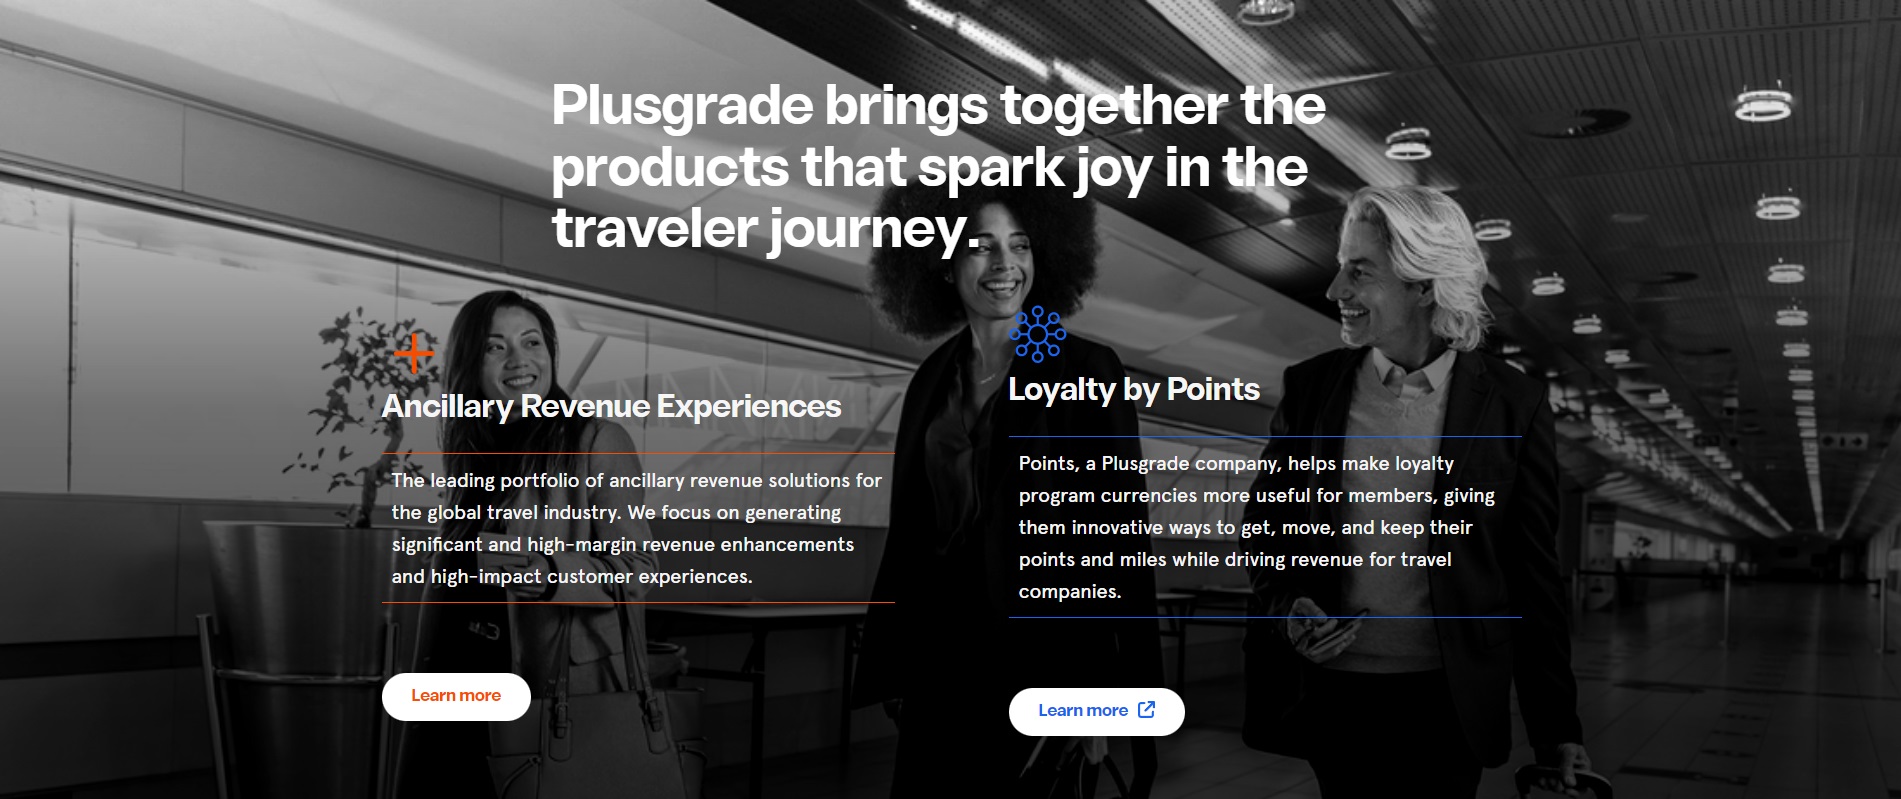 Plusgrade brings together the
products that spark joy in the
traveler journey.
Ancillary Revenue Experiences
The leading portfolio of ancillary revenue solutions for
the global travel industry. We focus on generating
significant and high-margin revenue enhancements
and high-impact customer experiences.
Learn more
Loyalty by Points
Points, a Plusgrade company, helps make loyalty
program currencies more useful for members, giving
them innovative ways to get, move, and keep their
points and miles while driving revenue for travel
companies.
Learn more